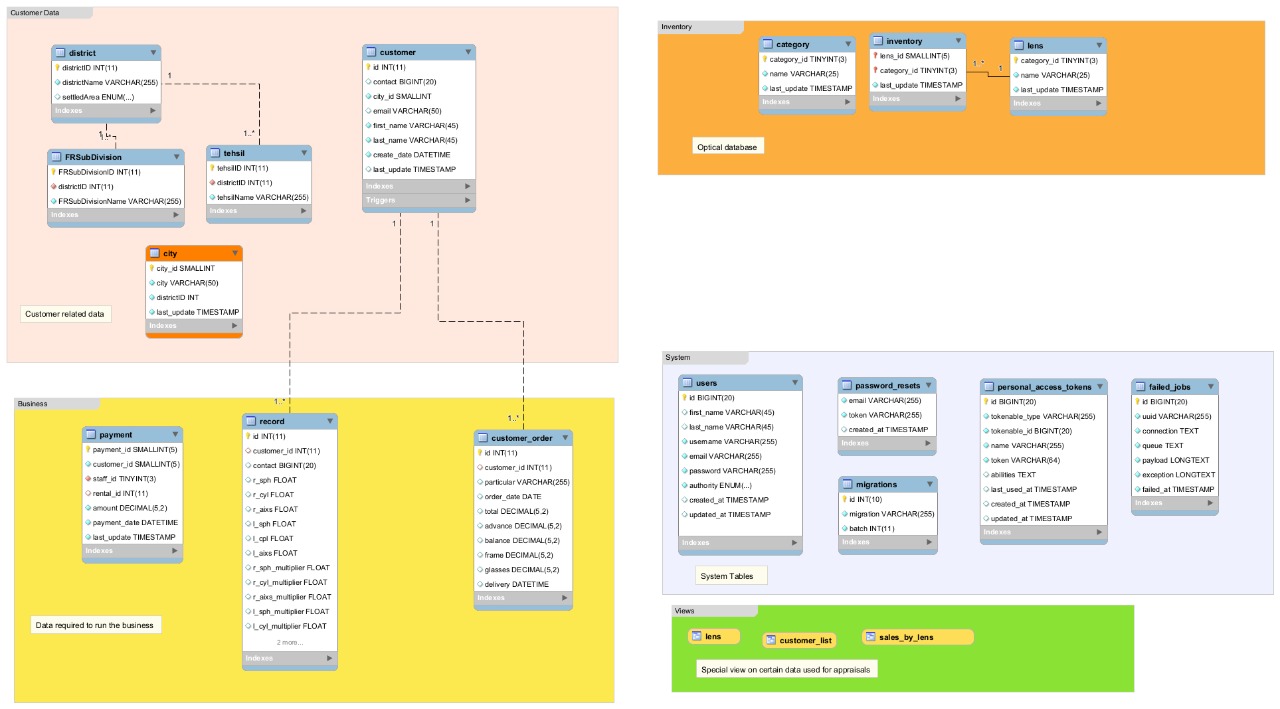 Customer Data
district
districtID INT(11)
districtName VARCHAR(255)
settledArea ENUM(...)
Indexes
1
1..*
FRSubDivision
FRSubDivisionID INT(11)
districtID INT(11)
FRSubDivisionName VARCHAR(255)
Indexes
1..*
tehsil
tehsilID INT(11)
districtID INT(11)
tehsilName VARCHAR(255)
Indexes
customer
id INT(11)
contact BIGINT(20)
city_id SMALLINT
email VARCHAR(50)
first_name VARCHAR(45)
last_name VARCHAR(45)
create_date DATETIME
last_update TIMESTAMP
Indexes
Triggers
1
1
city
city_id SMALLINT
city VARCHAR(50)
districtID INT
last_update TIMESTAMP
Indexes
Customer related data
Business
payment
payment_id SMALLINT(5)
customer_id SMALLINT(5)
staff_id TINYINT(3)
rental_id INT(11)
amount DECIMAL(5,2)
payment_date DATETIME
last_update TIMESTAMP
Indexes
1..*
record
id INT(11)
customer_id INT(11)
contact BIGINT(20)
r_sph FLOAT
r_cyl FLOAT
r_aixs FLOAT
l_sph FLOAT
l_cpl FLOAT
l_aixs FLOAT
r_sph_multiplier FLOAT
r_cyl_multiplier FLOAT
r_aixs_multiplier FLOAT
l_sph_multiplier FLOAT
l_cyl_multiplier FLOAT
2 more...
Indexes
1..*
customer_order
id INT(11)
customer_id INT(11)
particular VARCHAR(255)
order_date DATE
total DECIMAL(5,2)
advance DECIMAL(5,2)
balance DECIMAL(5,2)
frame DECIMAL(5,2)
glasses DECIMAL(5,2)
delivery DATETIME
Indexes
Data required to run the business
Inventory
category
category_id TINYINT(3)
name VARCHAR(25)
last_update TIMESTAMP
Indexes
inventory
lens_id SMALLINT(5)
category_id TINYINT(3)
last_update TIMESTAMP
Indexes
1..*
1
lens
category_id TINYINT(3)
name VARCHAR(25)
last_update TIMESTAMP
Indexes
Optical database
System
users
id BIGINT(20)
first_name VARCHAR(45)
last_name VARCHAR(45)
username VARCHAR(255)
email VARCHAR(255)
password VARCHAR(255)
authority ENUM(...)
created_at TIMESTAMP
updated_at TIMESTAMP
Indexes
password_resets
email VARCHAR(255)
token VARCHAR(255)
created_at TIMESTAMP
Indexes
migrations
id INT(10)
migration VARCHAR(255)
batch INT(11)
Indexes
personal_access_tokens
id BIGINT(20)
tokenable_type VARCHAR(255)
tokenable_id BIGINT(20)
name VARCHAR(255)
token VARCHAR(64)
abilities TEXT
last_used_at TIMESTAMP
created_at TIMESTAMP
updated_at TIMESTAMP
Indexes
failed_jobs
id BIGINT(20)
uuid VARCHAR(255)
connection TEXT
queue TEXT
payload LONGTEXT
exception LONGTEXT
failed_at TIMESTAMP
Indexes
System Tables
Views
lens
customer_list
sales_by_lens
Special view on certain data used for appraisals